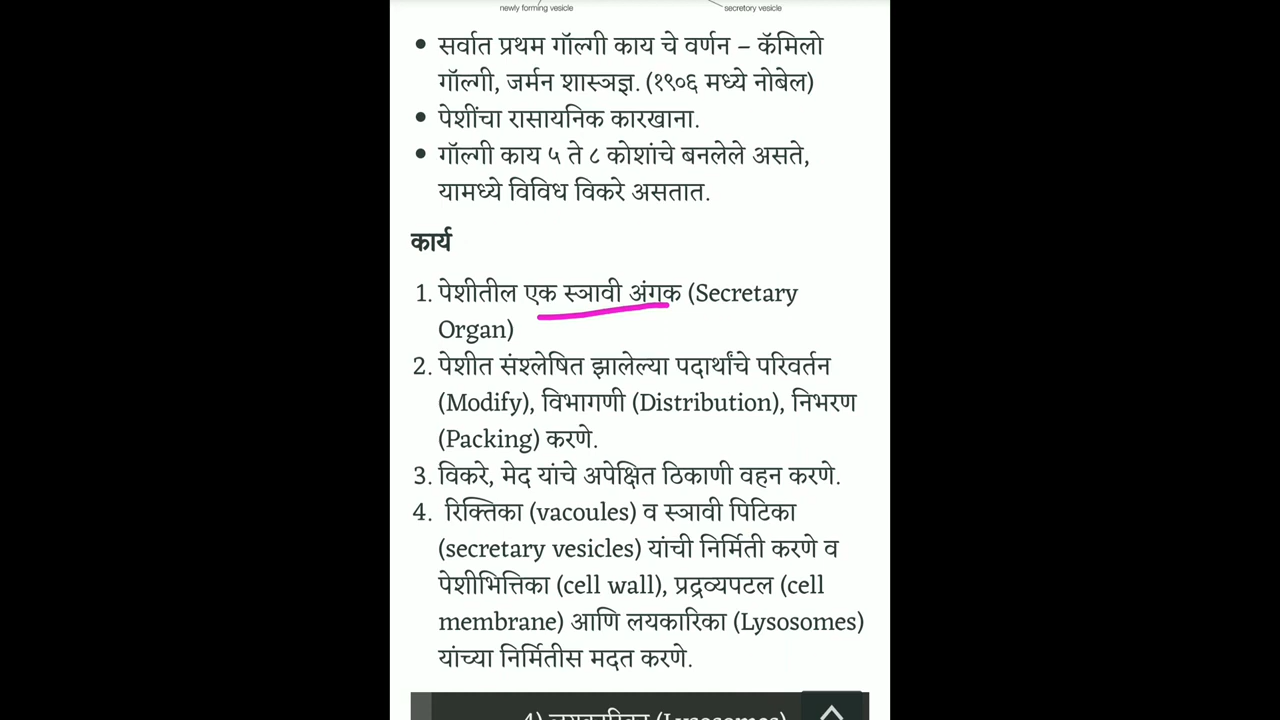 newly forming vesicle secretory vesicle
• सर्वात प्रथम गॉल्गी काय चे वर्णन – कॅमिलो
गॉल्गी, जर्मन शास्त्रज्ञ. (१९०६ मध्ये नोबेल)
• पेशींचा रासायनिक कारखाना.
• गॉल्गी काय ५ ते ८ कोशांचे बनलेले असते,
यामध्ये विविध विकरे असतात.
कार्य
1. पेशीतील एक स्त्रावी अंगक (Secretary
Organ)
2. पेशीत संश्लेषित झालेल्या पदार्थांचे परिवर्तन
(Modify), विभागणी (Distribution), निभरण
(Packing) करणे.
3. विकरे, मेद यांचे अपेक्षित ठिकाणी वहन करणे.
4. रिक्तिका (vacoules) व स्त्रावी पिटिका
(secretary vesicles) यांची निर्मिती करणे व
पेशीभित्तिका (cell wall), प्रद्रव्यपटल (cell
membrane) आणि लयकारिका (Lysosomes)
यांच्या निर्मितीस मदत करणे.
4) लयकारिका (Lysosomes)